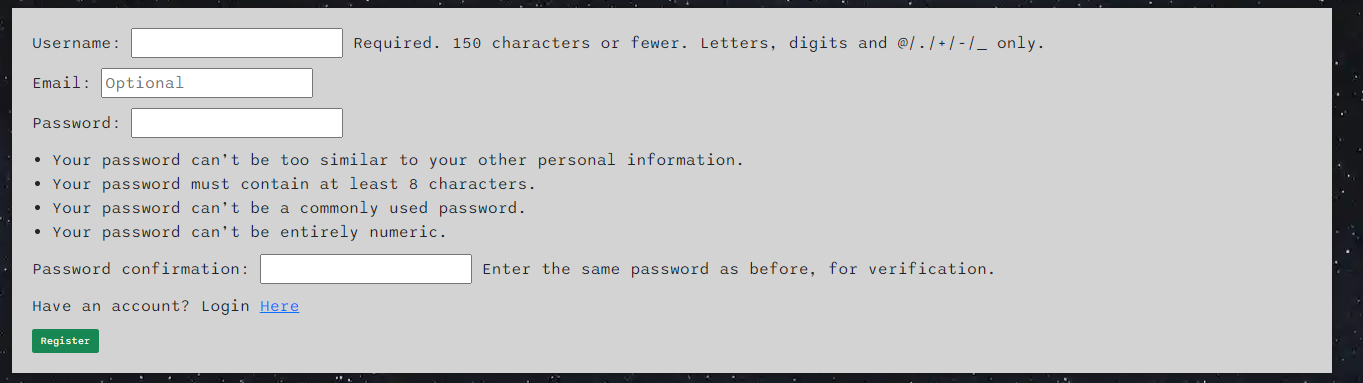 Username: Required. 150 characters or fewer. Letters, digits and @/./+/-/_ only.
Email: Optional
Password:
• Your password can’t be too similar to your other personal information.
• Your password must contain at least 8 characters.
• Your password can’t be a commonly used password.
• Your password can’t be entirely numeric.
Password confirmation: Enter the same password as before, for verification.
Have an account? Login Here
Register